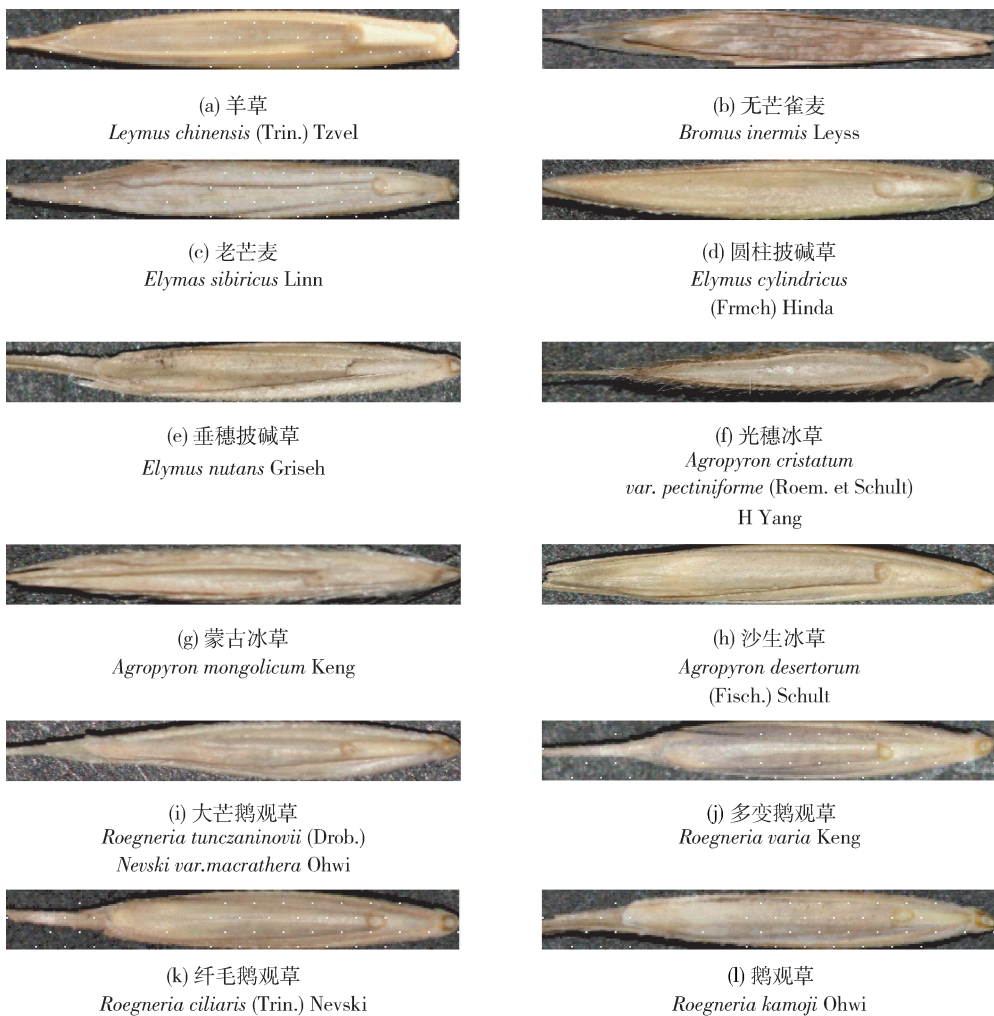 (a) 羊草
Leymus chinensis (Trin.) Tzvel
(b) 无芒雀麦
Bromus inermis Leyss
(c) 老芒麦
Elymas sibiricus Linn
(d) 圆柱披碱草
Elymus cylindricus
(Frmch) Hinda
(e) 垂穗披碱草
Elymus nutans Griseh
(f) 光穗冰草
Agropyron cristatum
var. pectiniforme (Roem. et Schult)
H Yang
(g) 蒙古冰草
Agropyron mongolicum Keng
(h) 沙生冰草
Agropyron desertorum
(Fisch.) Schult
(i) 大芒鹅观草
Roegneria tunczaninovii (Drob.)
Nevski var.macrathera Ohwi
(j) 多变鹅观草
Roegneria varia Keng
(k) 纤毛鹅观草
Roegneria ciliaris (Trin.) Nevski
(l) 鹅观草
Roegneria kamoji Ohwi